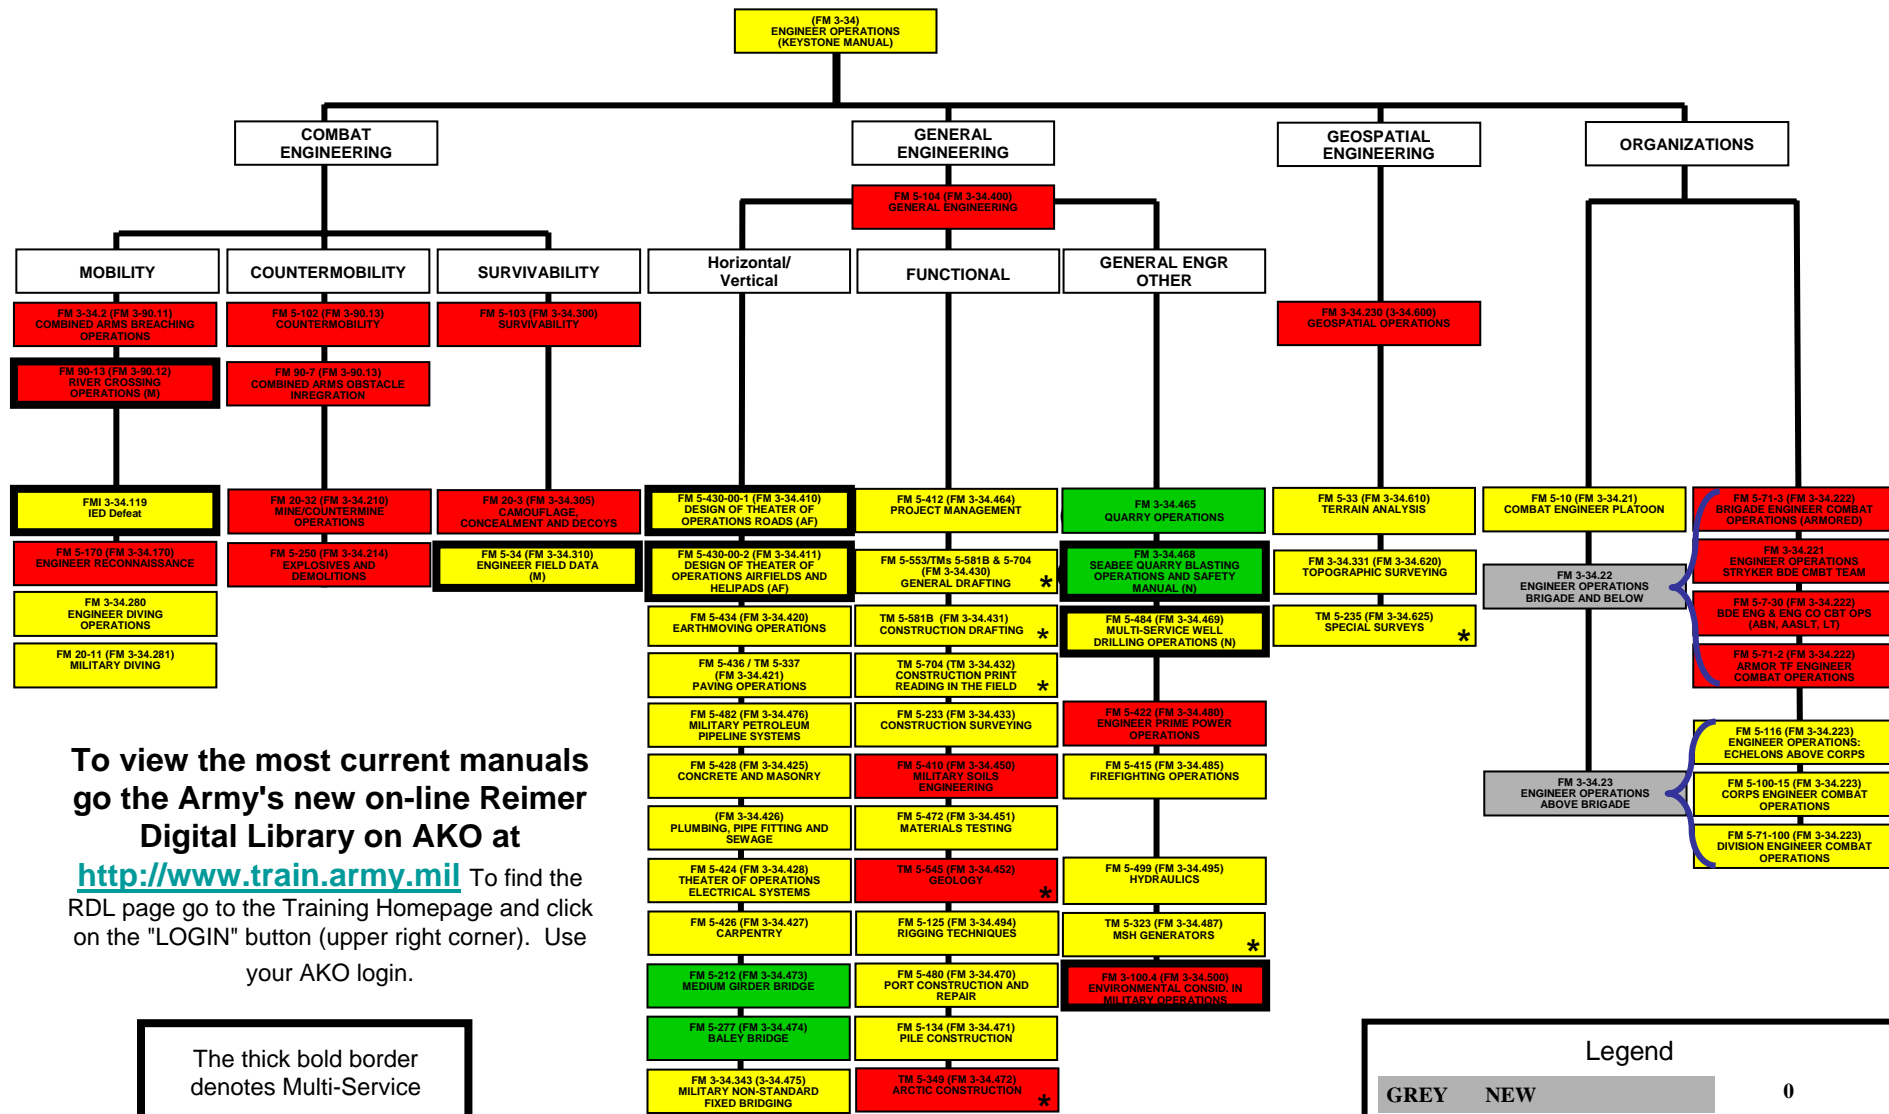 (FM 3-34)
ENGINEER OPERATIONS
(KEYSTONE MANUAL)
COMBAT
ENGINEERING
GENERAL
ENGINEERING
GEOSPATIAL
ENGINEERING
ORGANIZATIONS
FM 5-104 (FM 3-34.400)
GENERAL ENGINEERING
MOBILITY
COUNTERMOBILITY
SURVIVABILITY
Horizontal/
Vertical
FUNCTIONAL
GENERAL ENGR
OTHER
FM 3-34.2 (FM 3-90.11)
COMBINED ARMS BREACHING
OPERATIONS
FM 90-13 (FM 3-90.12)
RIVER CROSSING
OPERATIONS (M)
FMI 3-34.119
IED Defeat
FM 5-170 (FM 3-34.170)
ENGINEER RECONNAISSANCE
FM 3-34.280
ENGINEER DIVING
OPERATIONS
FM 20-11 (FM 3-34.281)
MILITARY DIVING
FM 5-102 (FM 3-90.13)
COUNTERMOBILITY
FM 90-7 (FM 3-90.13)
COMBINED ARMS OBSTACLE
INREGRATION
FM 20-32 (FM 3-34.210)
MINE/COUNTERMINE
OPERATIONS
FM 5-250 (FM 3-34.214)
EXPLOSIVES AND
DEMOLITIONS
FM 5-103 (FM 3-34.300)
SURVIVABILITY
FM 20-3 (FM 3-34.305)
CAMOUFLAGE,
CONCEALMENT AND DECOYS
FM 5-34 (FM 3-34.310)
ENGINEER FIELD DATA
(M)
FM 5-430-00-1 (FM 3-34.410)
DESIGN OF THEATER OF
OPERATIONS ROADS (AF)
FM 5-430-00-2 (FM 3-34.411)
DESIGN OF THEATER OF
OPERATIONS AIRFIELDS AND
HELIPADS (AF)
FM 5-434 (FM 3-34.420)
EARTHMOVING OPERATIONS
FM 5-436 / TM 5-337
(FM 3-34.421)
PAVING OPERATIONS
FM 5-482 (FM 3-34.476)
MILITARY PETROLEUM
PIPELINE SYSTEMS
FM 5-428 (FM 3-34.425)
CONCRETE AND MASONRY
(FM 3-34.426)
PLUMBING, PIPE FITTING AND
SEWAGE
FM 5-424 (FM 3-34.428)
THEATER OF OPERATIONS
ELECTRICAL SYSTEMS
FM 5-426 (FM 3-34.427)
CARPENTRY
FM 5-212 (FM 3-34.473)
MEDIUM GIRDER BRIDGE
FM 5-277 (FM 3-34.474)
BALEY BRIDGE
FM 3-34.343 (3-34.475)
MILITARY NON-STANDARD
FIXED BRIDGING
FM 5-412 (FM 3-34.464)
PROJECT MANAGEMENT
FM 5-553/TMs 5-581B & 5-704
(FM 3-34.430)
GENERAL DRAFTING *
TM 5-581B (FM 3-34.431)
CONSTRUCTION DRAFTING *
TM 5-704 (TM 3-34.432)
CONSTRUCTION PRINT
READING IN THE FIELD *
FM 5-233 (FM 3-34.433)
CONSTRUCTION SURVEYING
FM 5-410 (FM 3-34.450)
MILITARY SOILS
ENGINEERING
FM 5-472 (FM 3-34.451)
MATERIALS TESTING
TM 5-545 (FM 3-34.452)
GEOLOGY *
FM 5-125 (FM 3-34.494)
RIGGING TECHNIQUES
FM 5-480 (FM 3-34.470)
PORT CONSTRUCTION AND
REPAIR
FM 5-134 (FM 3-34.471)
PILE CONSTRUCTION
TM 5-349 (FM 3-34.472)
ARCTIC CONSTRUCTION *
FM 3-34.465
QUARRY OPERATIONS
FM 3-34.468
SEABEE QUARRY BLASTING
OPERATIONS AND SAFETY
MANUAL (N)
FM 5-484 (FM 3-34.469)
MULTI-SERVICE WELL
DRILLING OPERATIONS (N)
FM 5-422 (FM 3-34.480)
ENGINEER PRIME POWER
OPERATIONS
FM 5-415 (FM 3-34.485)
FIREFIGHTING OPERATIONS
FM 5-499 (FM 3-34.495)
HYDRAULICS
TM 5-323 (FM 3-34.487)
MSH GENERATORS *
FM 3-100.4 (FM 3-34.500)
ENVIRONMENTAL CONSID. IN
MILITARY OPERATIONS
FM 3-34.230 (3-34.600)
GEOSPATIAL OPERATIONS
FM 5-33 (FM 3-34.610)
TERRAIN ANALYSIS
FM 3-34.331 (FM 3-34.620)
TOPOGRAPHIC SURVEYING
TM 5-235 (FM 3-34.625)
SPECIAL SURVEYS *
FM 5-10 (FM 3-34.21)
COMBAT ENGINEER PLATOON
FM 3-34.22
ENGINEER OPERATIONS
BRIGADE AND BELOW
FM 3-34.23
ENGINEER OPERATIONS
ABOVE BRIGADE
FM 5-71-3 (FM 3-34.222)
BRIGADE ENGINEER COMBAT
OPERATIONS (ARMORED)
FM 3-34.221
ENGINEER OPERATIONS
STRYKER BDE CMBT TEAM
FM 5-7-30 (FM 3-34.222)
BDE ENG & ENG CO CBT OPS
(ABN, AASLT, LT)
FM 5-71-2 (FM 3-34.222)
ARMOR TF ENGINEER
COMBAT OPERATIONS
FM 5-116 (FM 3-34.223)
ENGINEER OPERATIONS:
ECHELONS ABOVE CORPS
FM 5-100-15 (FM 3-34.223)
CORPS ENGINEER COMBAT
OPERATIONS
FM 5-71-100 (FM 3-34.223)
DIVISION ENGINEER COMBAT
OPERATIONS
To view the most current manuals
go the Army's new on-line Reimer
Digital Library on AKO at
http://www.train.army.mil To find the
RDL page go to the Training Homepage and click
on the "LOGIN" button (upper right corner). Use
your AKO login.
The thick bold border
denotes Multi-Service
Legend
GREY NEW 0